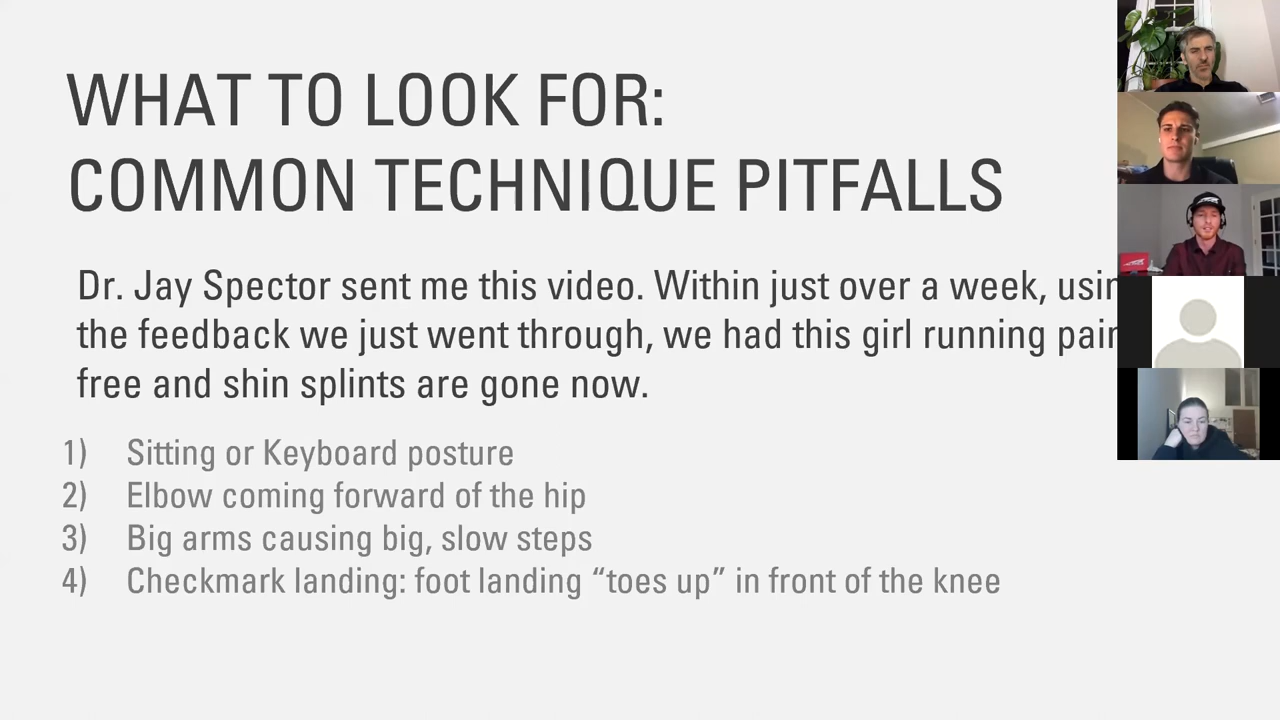 WHAT TO LOOK FOR:
COMMON TECHNIQUE PITFALLS
Dr. Jay Spector sent me this video. Within just over a week, usin
the feedback we just went through, we had this girl running pain
free and shin splints are gone now.
1) Sitting or Keyboard posture
2) Elbow coming forward of the hip
3) Big arms causing big, slow steps
4) Checkmark landing: foot landing “toes up” in front of the knee